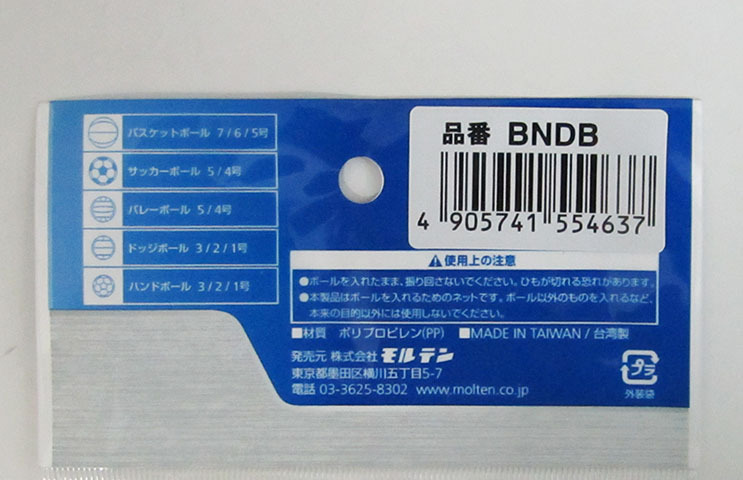 バスケットボール 7/6/5号
サッカーボール 5/4号
バレーボール 5/4号
ドッジボール 3/2/1号
ハンドボール 3/2/1号
品番 BNDB
4 905741 554637
⚠使用上の注意
●ボールを入れたまま、振り回さないでください。ひもが切れる恐れがあります。
●本製品はボールを入れるためのネットです。ボール以外のものを入れるなど、
本来の目的以外には使用しないでください。
■材質 ポリプロピレン(PP) ■MADE IN TAIWAN / 台湾製
発売元 株式会社 モルテン
東京都墨田区横川五丁目5-7
電話 03-3625-8302 www.molten.co.jp
プラ
外装袋